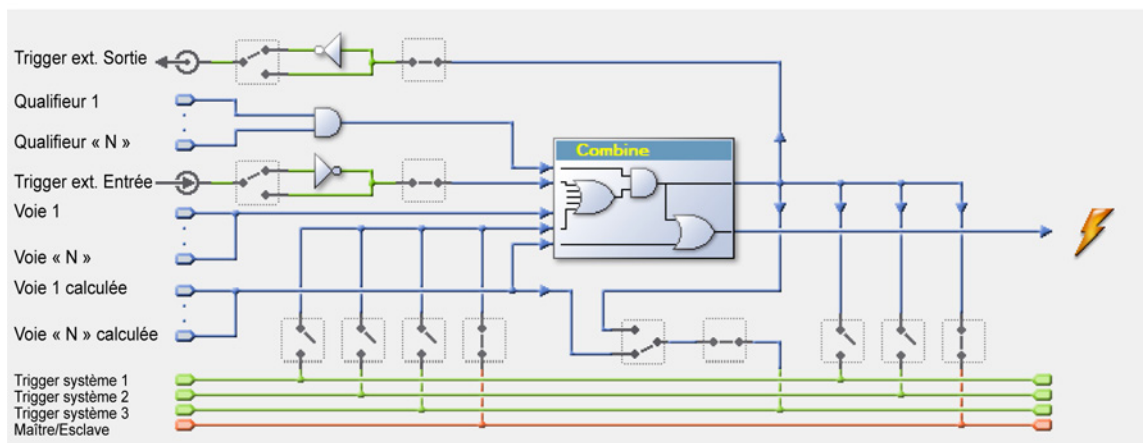 Trigger ext. Sortie
Qualifieur 1
Qualifieur « N »
Trigger ext. Entrée
Voie 1
Voie « N »
Voie 1 calculée
Voie « N » calculée
Combine
Trigger système 1
Trigger système 2
Trigger système 3
Maître/Esclave